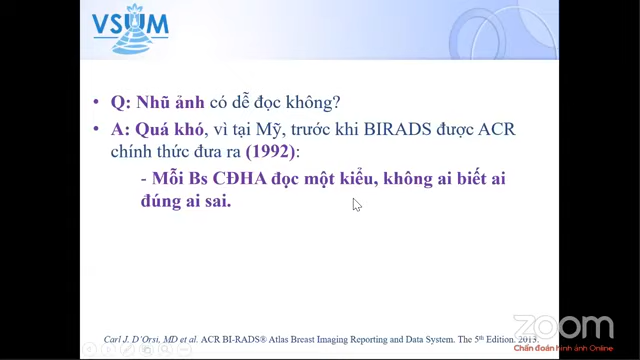 VSUM
• Q: Nhũ ảnh có dễ đọc không?
• A: Quá khó, vì tại Mỹ, trước khi BIRADS được ACR
chính thức đưa ra (1992):
- Mỗi Bs CĐHA đọc một kiểu, không ai biết ai
đúng ai sai.
zoom
Chẩn đoán hình ảnh Online
Carl J. D'Orsi, MD et al. ACR BI-RADS® Atlas Breast Imaging Reporting and Data System. The 5th Edition. 2013.